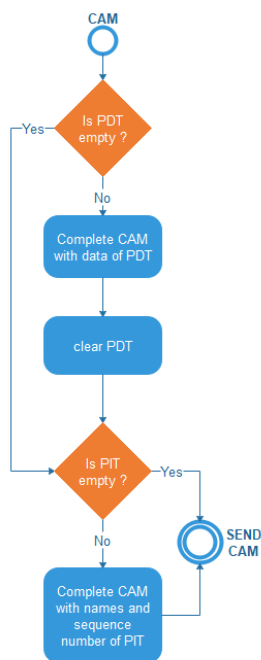 CAM
Is PDT
empty ?
Yes
No
Complete CAM
with data of PDT
clear PDT
Is PIT
empty ?
Yes
No
SEND
CAM
Complete CAM
with names and
sequence
number of PIT